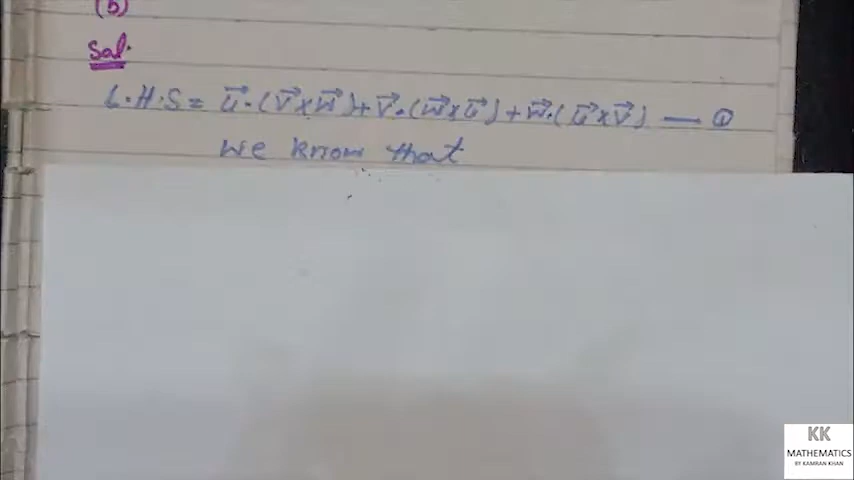 (b)
Sol.
L.H.S = u⃗.(v⃗×w⃗)+v⃗.(w⃗×u⃗)+w⃗.(u⃗×v⃗) — ①
we know that
KK
MATHEMATICS
BY KAMRAN KHAN